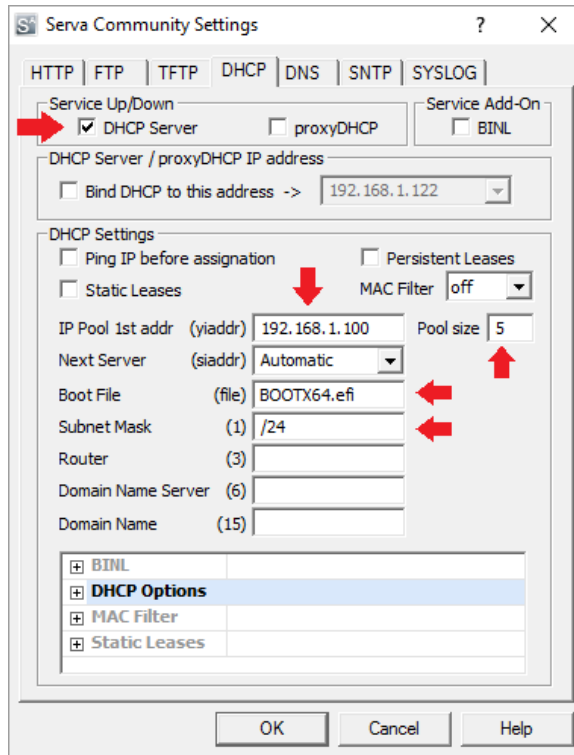 Serva Community Settings ? ×
HTTP FTP TFTP DHCP DNS SNTP SYSLOG
Service Up/Down Service Add-On
DHCP Server proxyDHCP BINL
DHCP Server / proxyDHCP IP address
Bind DHCP to this address -> 192.168.1.122
DHCP Settings
Ping IP before assignation Persistent Leases
Static Leases MAC Filter off
IP Pool 1st addr (yiaddr) 192.168.1.100 Pool size 5
Next Server (siaddr) Automatic
Boot File (file) BOOTX64.efi
Subnet Mask (1) /24
Router (3)
Domain Name Server (6)
Domain Name (15)
BINL
DHCP Options
MAC Filter
Static Leases
OK Cancel Help